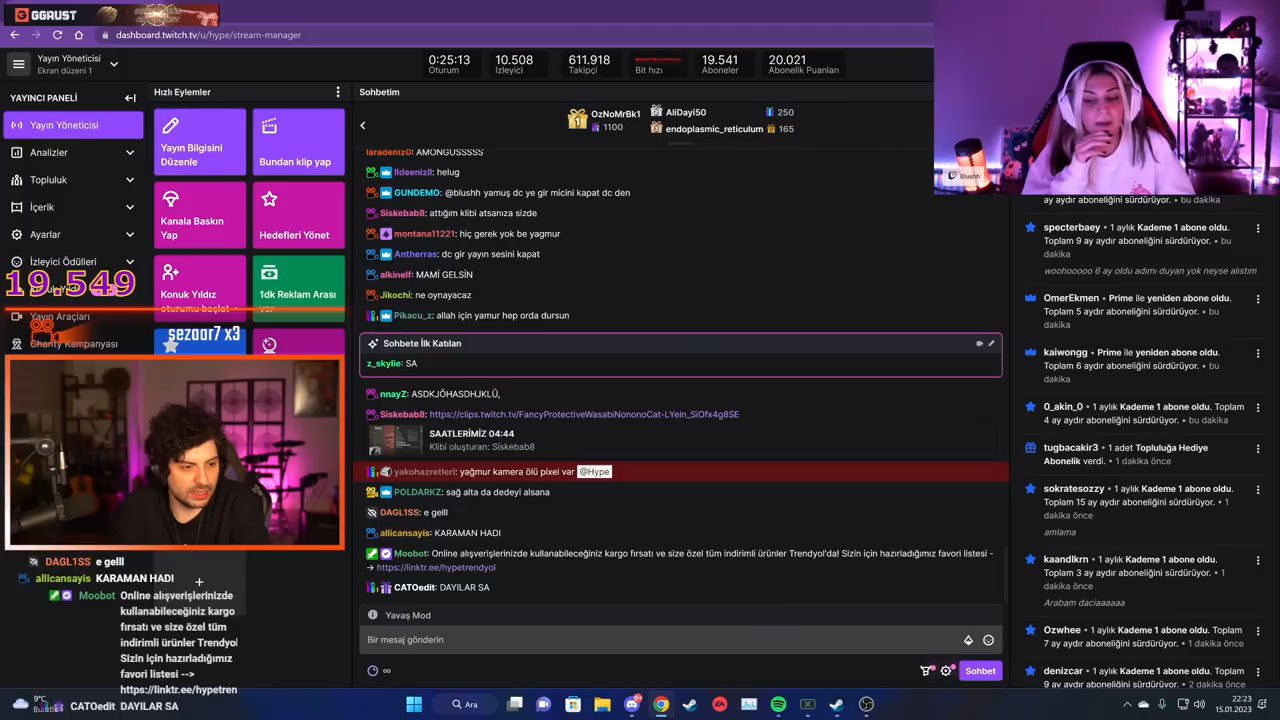 GGRUST
dashboard.twitch.tv/u/hype/stream-manager
Yayın Yöneticisi
Ekran düzeni 1
0:25:13
Oturum
10.508
İzleyici
611.918
Takipçi
Bit hızı
19.541
Aboneler
20.021
Abonelik Puanları
YAYINCI PANELİ
Yayın Yöneticisi
Analizler
Topluluk
İçerik
Ayarlar
İzleyici Ödülleri
19.549
Yayın Araçları
Charity Kampanyası
sezaor7 x3
Hızlı Eylemler
Yayın Bilgisini
Düzenle
Bundan klip yap
Kanala Baskın
Yap
Hedefleri Yönet
Konuk Yıldız
oturumu başlat
1dk Reklam Arası
ver
Sohbetim
1
OzNoMrBk1
1100
AliDayi50
250
endoplasmic_reticulum
165
laradeniz0: AMONGUSSSSS
lldeenizll: helug
GUNDEMO: @blushh yamuş dc ye gir micini kapat dc den
Siskebab8: attığım klibi atsanıza sizde
montana11221: hiç gerek yok be yagmur
Antherras: dc gir yayın sesini kapat
alkinelf: MAMİ GELSİN
Jikochi: ne oynayacaz
Pikacu_z: allah için yamur hep orda dursun
Sohbete İlk Katılan
z_skylie: SA
nnayZ: ASDKJÖHASDHJKLÜ,
Siskebab8: https://clips.twitch.tv/FancyProtectiveWasabiNononoCat-LYeln_SiOfx4g8SE
SAATLERİMİZ 04:44
Klibi oluşturan: Siskebab8
yakohazretleri: yağmur kamera ölü pixel var @Hype
POLDARKZ: sağ alta da dedeyi alsana
DAGL1SS: e gelll
allicansayis: KARAMAN HADI
Moobot: Online alışverişlerinizde kullanabileceğiniz kargo fırsatı ve size özel tüm indirimli ürünler Trendyol'da! Sizin için hazırladığımız favori listesi -
→ https://linktr.ee/hypetrendyol
CATOedit: DAYILAR SA
Yavaş Mod
Bir mesaj gönderin
Sohbet
Blushh
ay aydır aboneliğini sürdürüyor. • bu dakika
specterbaey • 1 aylık Kademe 1 abone oldu.
Toplam 9 ay aydır aboneliğini sürdürüyor. • bu
dakika
woohooooo 6 ay oldu adımı duyan yok neyse alıstım
OmerEkmen • Prime ile yeniden abone oldu.
Toplam 5 ay aydır aboneliğini sürdürüyor. • bu
dakika
kaiwongg • Prime ile yeniden abone oldu.
Toplam 6 ay aydır aboneliğini sürdürüyor. • bu
dakika
0_akin_0 • 1 aylık Kademe 1 abone oldu. Toplam
4 ay aydır aboneliğini sürdürüyor. • bu dakika
tugbacakir3 • 1 adet Topluluğa Hediye
Abonelik verdi. • 1 dakika önce
sokratesozzy • 1 aylık Kademe 1 abone oldu.
Toplam 15 ay aydır aboneliğini sürdürüyor. • 1
dakika önce
amlama
kaandlkrn • 1 aylık Kademe 1 abone oldu.
Toplam 3 ay aydır aboneliğini sürdürüyor. • 1
dakika önce
Arabam daciaaaaaa
Ozwhee • 1 aylık Kademe 1 abone oldu. Toplam
7 ay aydır aboneliğini sürdürüyor. • 1 dakika önce
denizcar • 1 aylık Kademe 1 abone oldu. Toplam
9 ay aydır aboneliğini sürdürüyor. • 2 dakika önce
DAGL1SS e gelll
allicansayis KARAMAN HADI
Moobot Online alışverişlerinizde
kullanabileceğiniz kargo
fırsatı ve size özel tüm
indirimli ürünler Trendyol
Sizin için hazırladığımız
favori listesi -->
https://linktr.ee/hypetren
CATOedit DAYILAR SA
9°C
Ara
22:23
15.01.2023